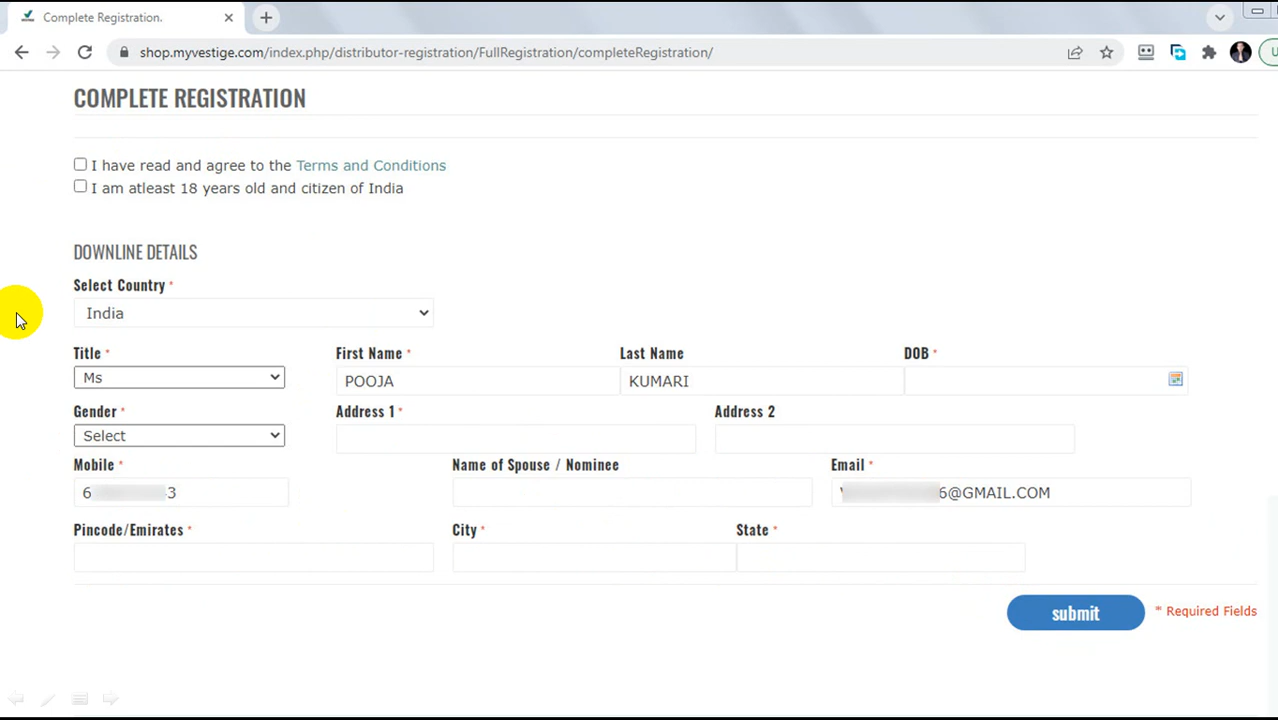 Complete Registration.
shop.myvestige.com/index.php/distributor-registration/FullRegistration/completeRegistration/
COMPLETE REGISTRATION
I have read and agree to the Terms and Conditions
I am atleast 18 years old and citizen of India
DOWNLINE DETAILS
Select Country *
India
Title * First Name * Last Name DOB *
Ms POOJA KUMARI
Gender * Address 1 * Address 2
Select
Mobile * Name of Spouse / Nominee Email *
6 3 6@GMAIL.COM
Pincode/Emirates * City * State *
submit * Required Fields